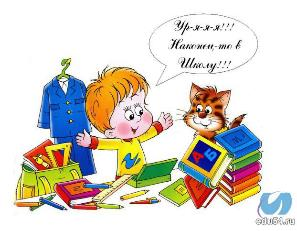 Ур-я-я-я!!!
Наконец-то в
Школу!!!
А Б
edu54.ru